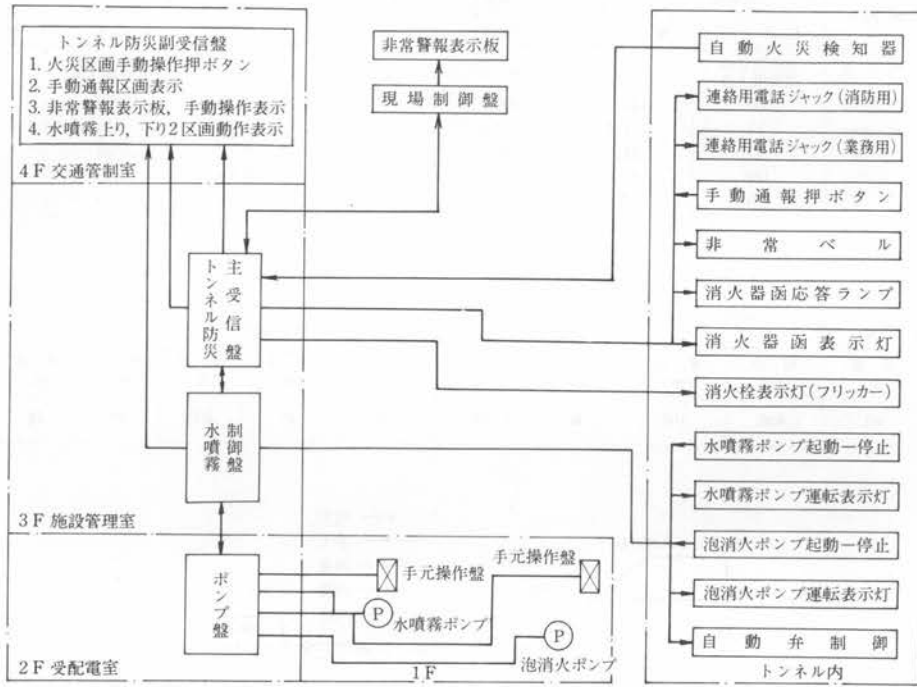 トンネル防災副受信盤
1. 火災区画手動操作押ボタン
2. 手動通報区画表示
3. 非常警報表示板，手動操作表示
4. 水噴霧上り，下り2区画動作表示
4F 交通管制室
非常警報表示板
現場制御盤
トンネル防災
主受信盤
水噴霧
制御盤
3F 施設管理室
ポンプ盤
2F 受配電室
手元操作盤
手元操作盤
P
水噴霧ポンプ
P
泡消火ポンプ
1F
自動火災検知器
連絡用電話ジャック(消防用)
連絡用電話ジャック(業務用)
手動通報押ボタン
非常ベル
消火器函応答ランプ
消火器函表示灯
消火栓表示灯(フリッカー)
水噴霧ポンプ起動―停止
水噴霧ポンプ運転表示灯
泡消火ポンプ起動―停止
泡消火ポンプ運転表示灯
自動弁制御
トンネル内